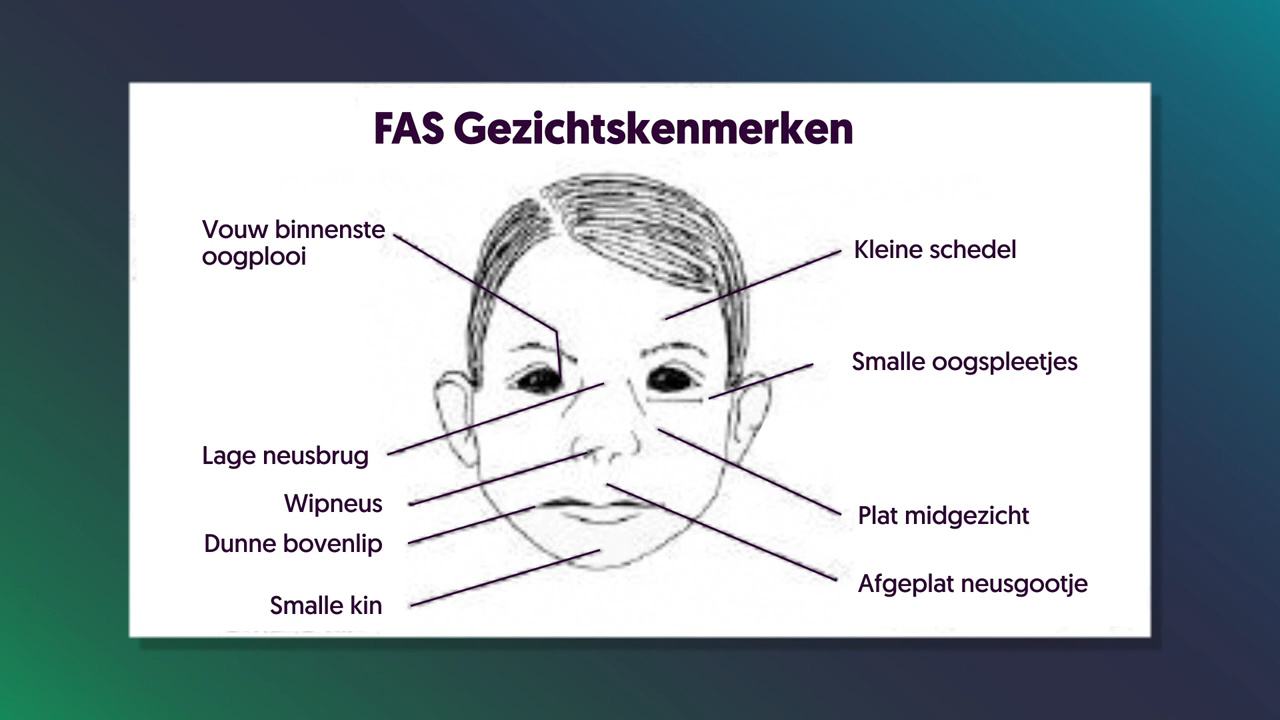 FAS Gezichtskenmerken
Vouw binnenste
oogplooi
Kleine schedel
Smalle oogspleetjes
Lage neusbrug
Wipneus
Plat midgezicht
Dunne bovenlip
Afgeplat neusgootje
Smalle kin